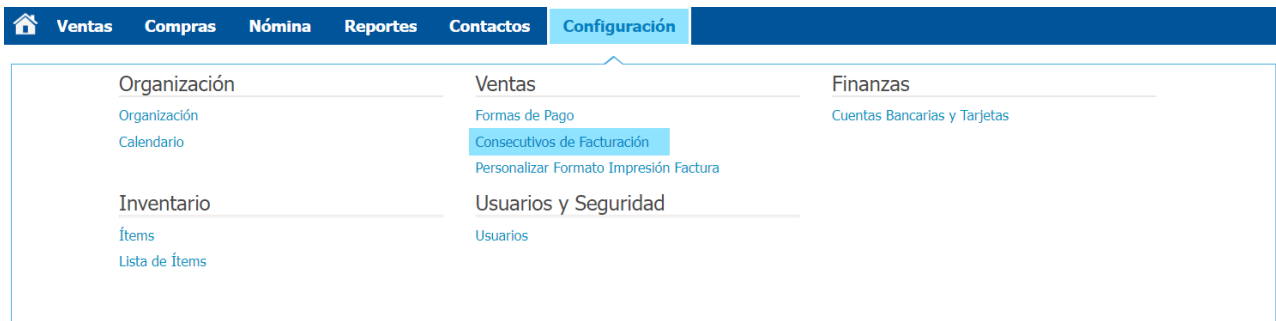 Ventas Compras Nómina Reportes Contactos Configuración
Organización
Organización
Calendario
Ventas
Formas de Pago
Consecutivos de Facturación
Personalizar Formato Impresión Factura
Finanzas
Cuentas Bancarias y Tarjetas
Inventario
Ítems
Lista de Ítems
Usuarios y Seguridad
Usuarios